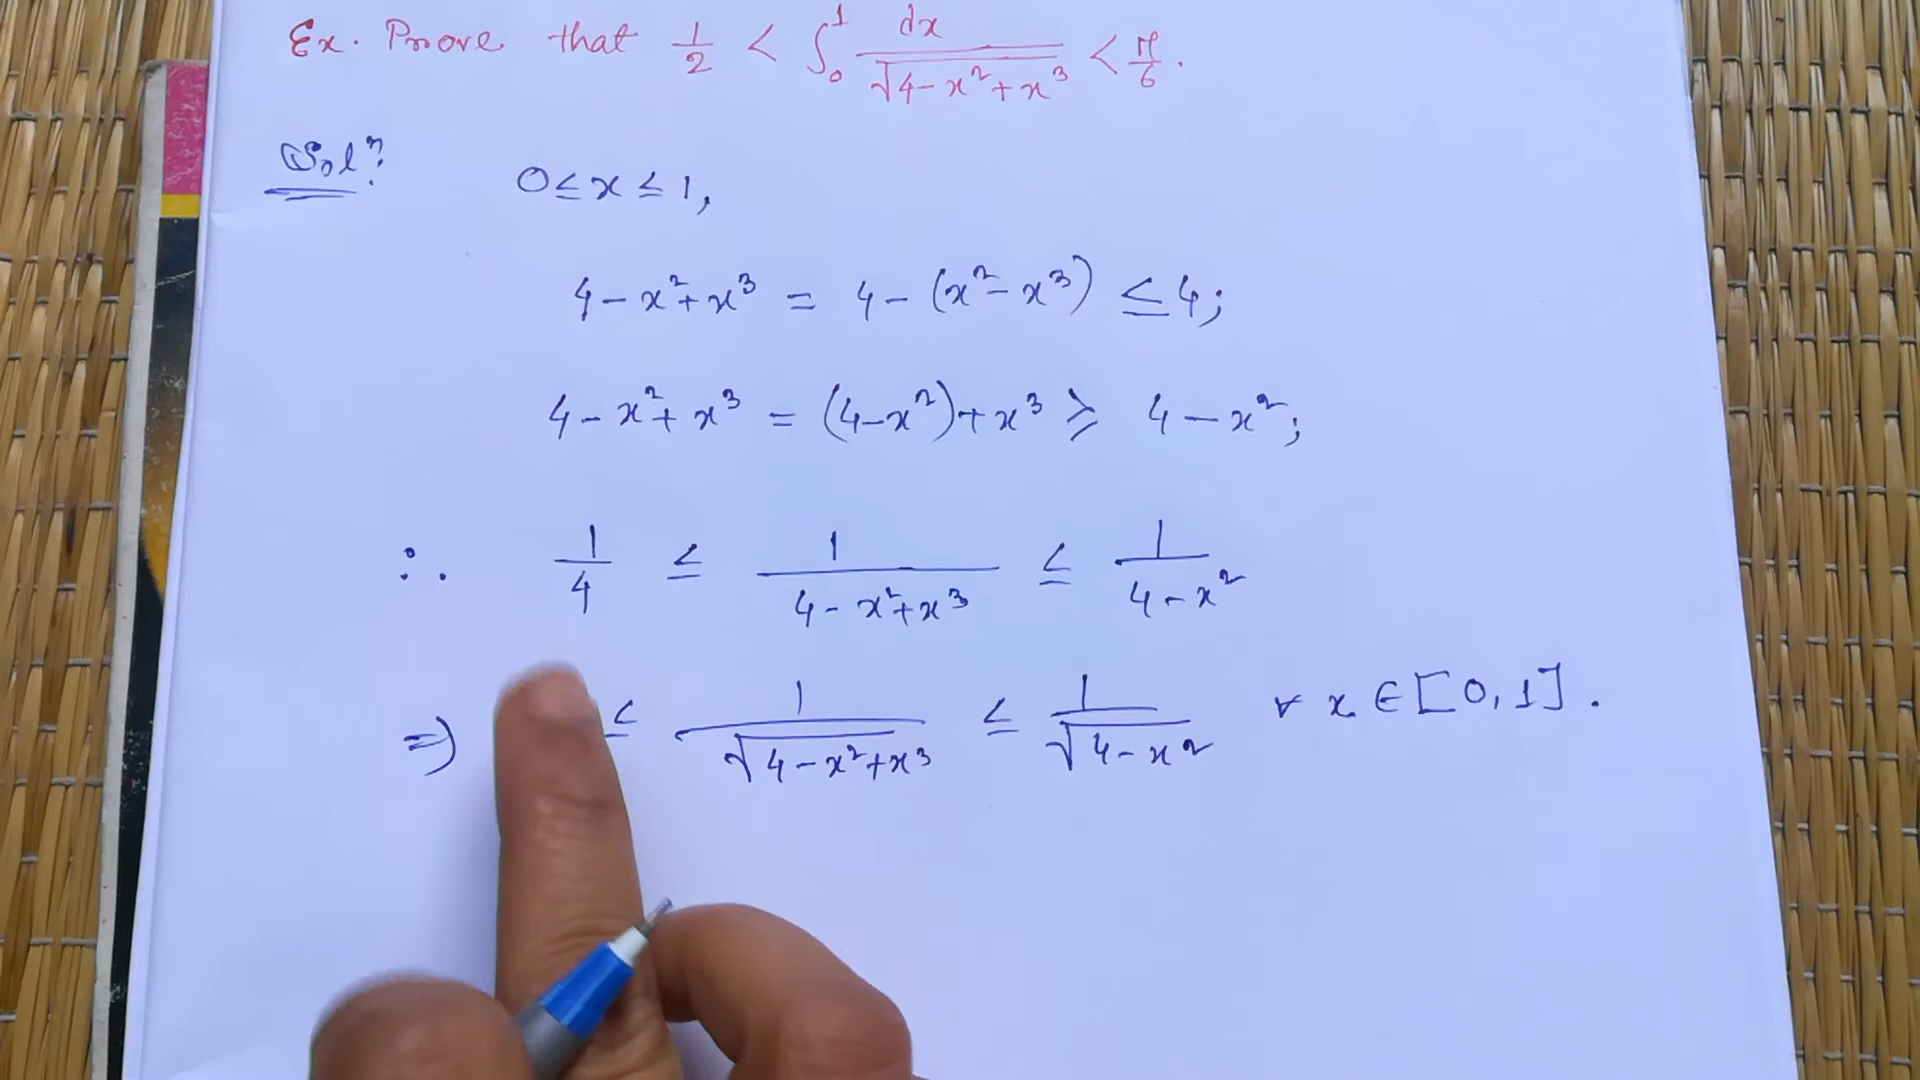 Ex. Prove that 1/2 < ∫₀¹ dx/√(4-x²+x³) < π/6.
Solⁿ
0≤x≤1,
4-x²+x³ = 4-(x²-x³) ≤4;
4-x²+x³ = (4-x²)+x³ ≥ 4-x²;
∴ 1/4 ≤ 1/(4-x²+x³) ≤ 1/(4-x²)
⇒ ≤ 1/√(4-x²+x³) ≤ 1/√(4-x²) ∀ x ∈ [0,1].